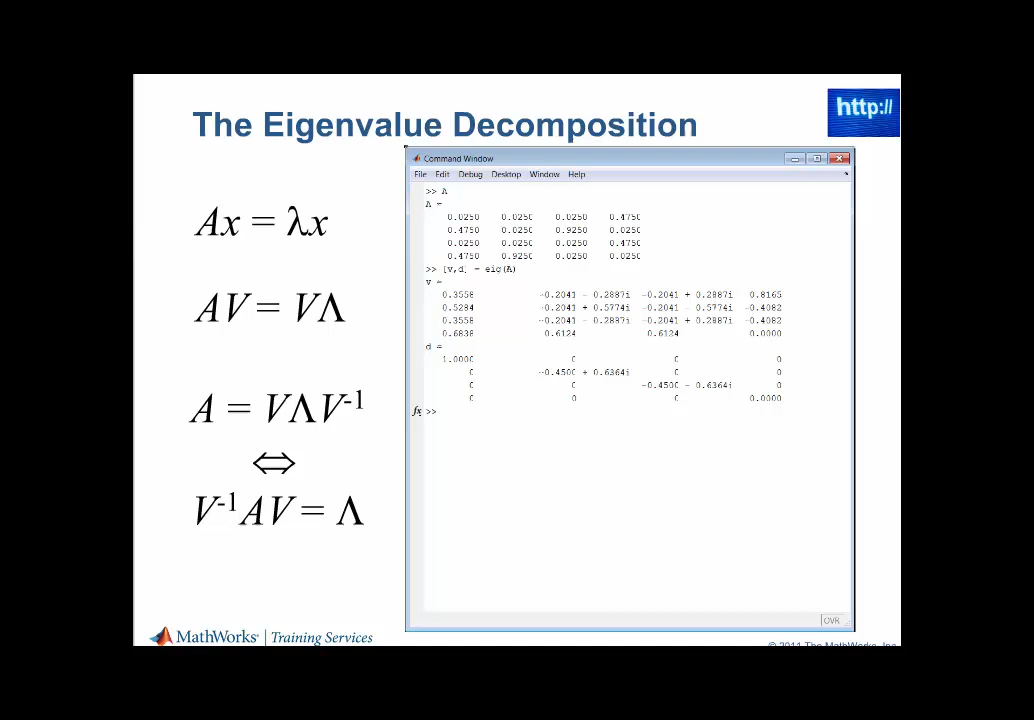 http://
The Eigenvalue Decomposition
Ax = λx
AV = VΛ
A = VΛV-1
⇔
V-1AV = Λ
Command Window
File Edit Debug Desktop Window Help
>> A
A =
0.0250 0.0250 0.0250 0.4750
0.4750 0.0250 0.9250 0.0250
0.0250 0.0250 0.0250 0.4750
0.4750 0.9250 0.0250 0.0250
>> [v,d] = eig(A)
v =
0.3558 -0.2041 - 0.2887i -0.2041 + 0.2887i 0.8165
0.5284 -0.2041 + 0.5774i -0.2041 - 0.5774i -0.4082
0.3558 -0.2041 - 0.2887i -0.2041 + 0.2887i -0.4082
0.6838 0.6124 0.6124 0.0000
d =
1.0000 0 0 0
0 -0.4500 + 0.6364i 0 0
0 0 -0.4500 - 0.6364i 0
0 0 0 0.0000
fx >>
OVR
MathWorks | Training Services
© 2011 The MathWorks, Inc